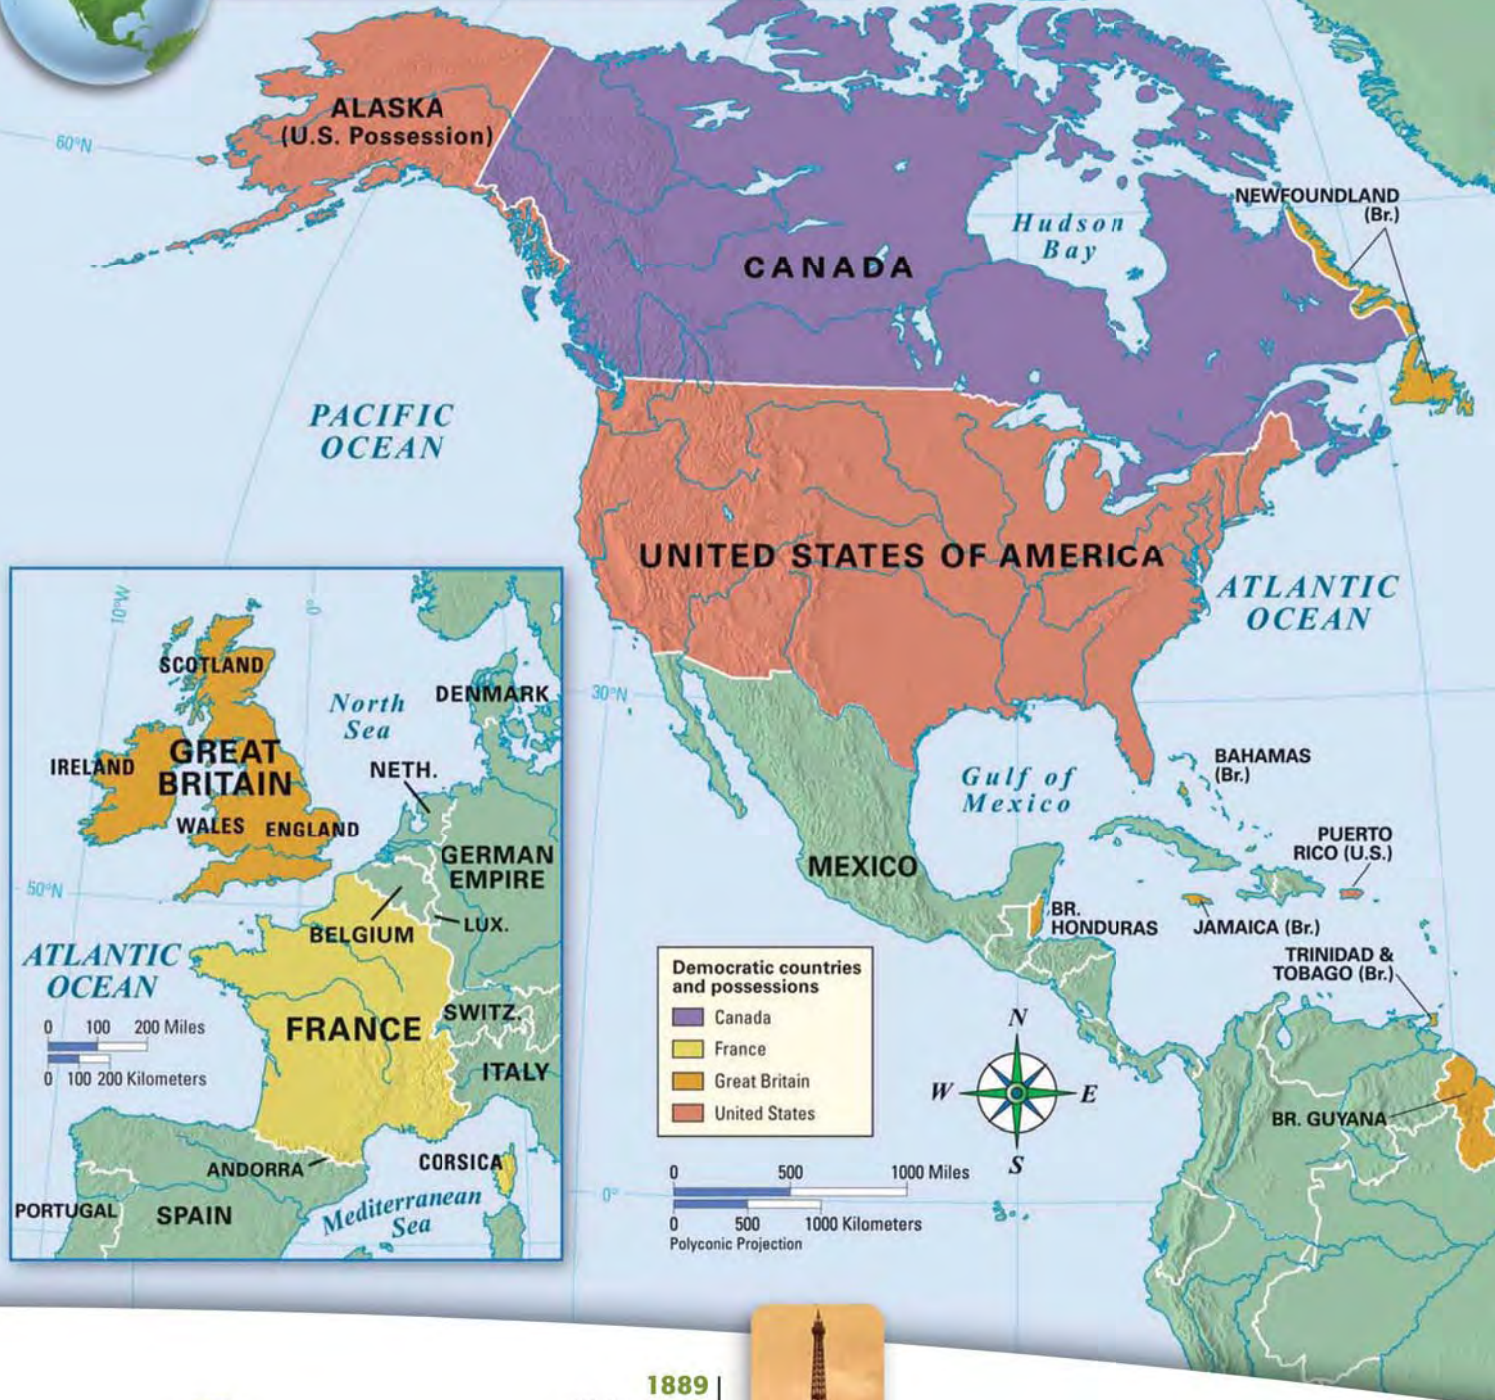 ALASKA
(U.S. Possession)
60°N
NEWFOUNDLAND
(Br.)
Hudson
Bay
CANADA
PACIFIC
OCEAN
UNITED STATES OF AMERICA
ATLANTIC
OCEAN
30°N
BAHAMAS
(Br.)
Gulf of
Mexico
PUERTO
RICO (U.S.)
MEXICO
BR.
HONDURAS
JAMAICA (Br.)
TRINIDAD &
TOBAGO (Br.)
BR. GUYANA
0°
10°W
0°
SCOTLAND
North
Sea
DENMARK
IRELAND
GREAT
BRITAIN
NETH.
WALES
ENGLAND
GERMAN
EMPIRE
50°N
LUX.
BELGIUM
ATLANTIC
OCEAN
SWITZ.
FRANCE
0 100 200 Miles
0 100 200 Kilometers
ITALY
ANDORRA
CORSICA
PORTUGAL
SPAIN
Mediterranean
Sea
Democratic countries
and possessions
Canada
France
Great Britain
United States
N
W
E
S
0 500 1000 Miles
0 500 1000 Kilometers
Polyconic Projection
1889